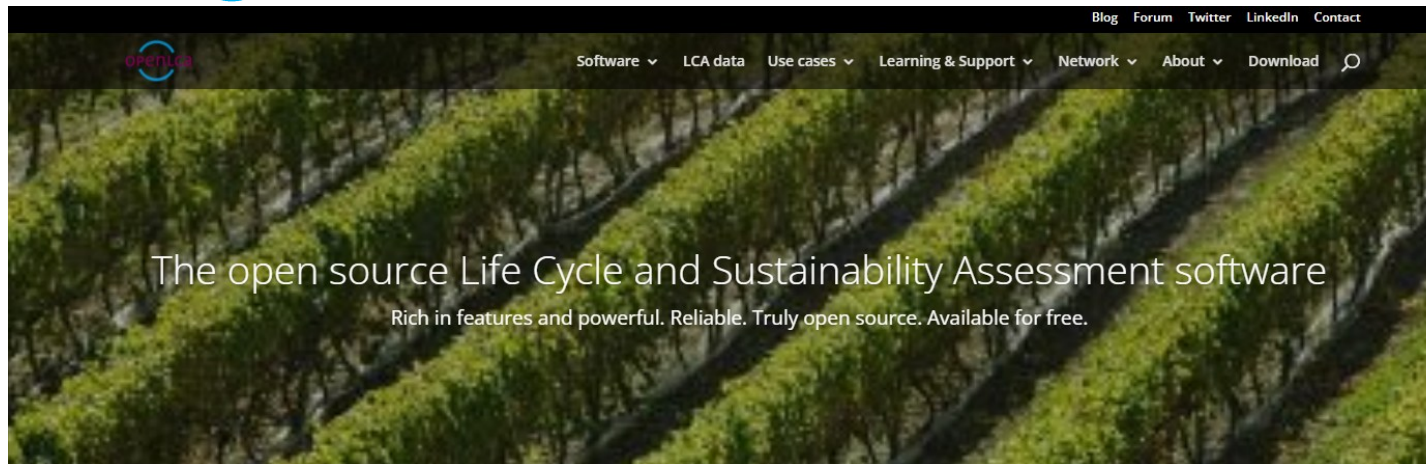 Blog Forum Twitter LinkedIn Contact
openLCA
Software LCA data Use cases Learning & Support Network About Download
The open source Life Cycle and Sustainability Assessment software
Rich in features and powerful. Reliable. Truly open source. Available for free.